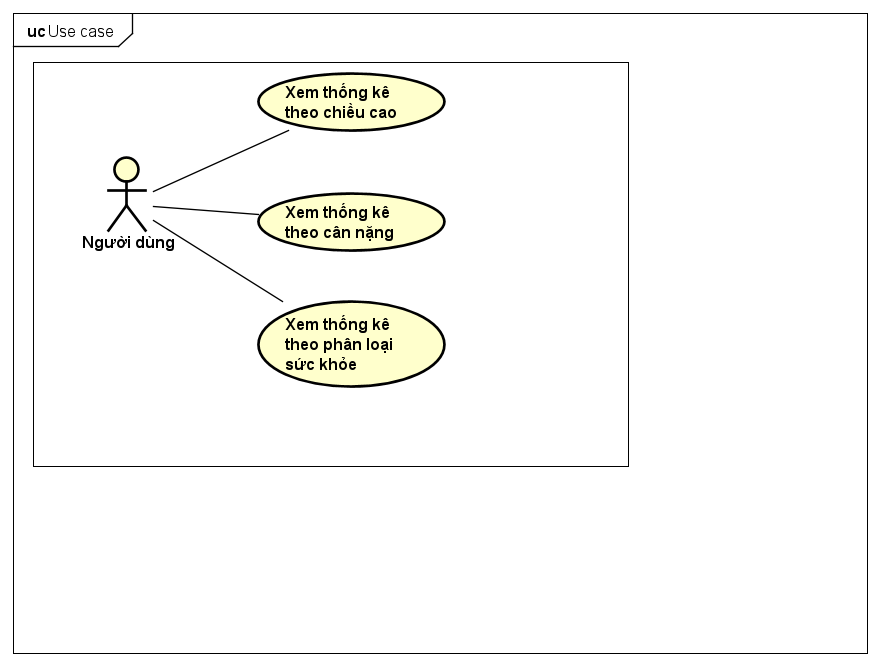 uc Use case
Xem thống kê
theo chiều cao
Xem thống kê
theo cân nặng
Người dùng
Xem thống kê
theo phân loại
sức khỏe